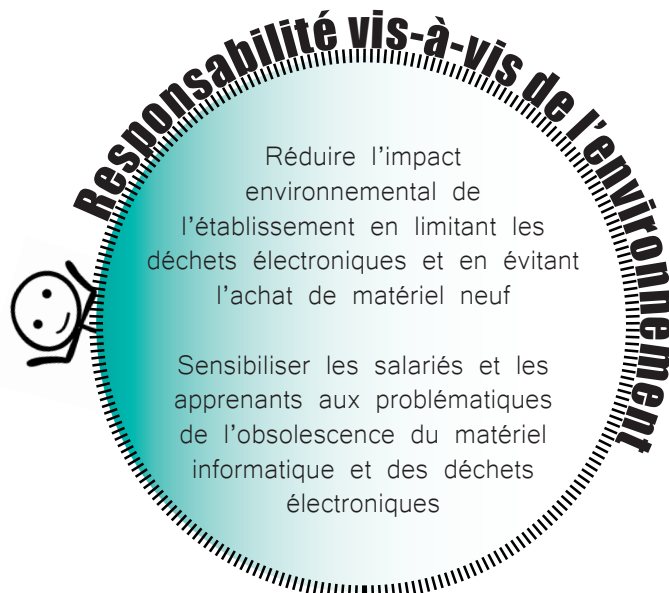 Responsabilité vis-à-vis de l'environnement
Réduire l'impact
environnemental de
l'établissement en limitant les
déchets électroniques et en évitant
l'achat de matériel neuf
Sensibiliser les salariés et les
apprenants aux problématiques
de l'obsolescence du matériel
informatique et des déchets
électroniques